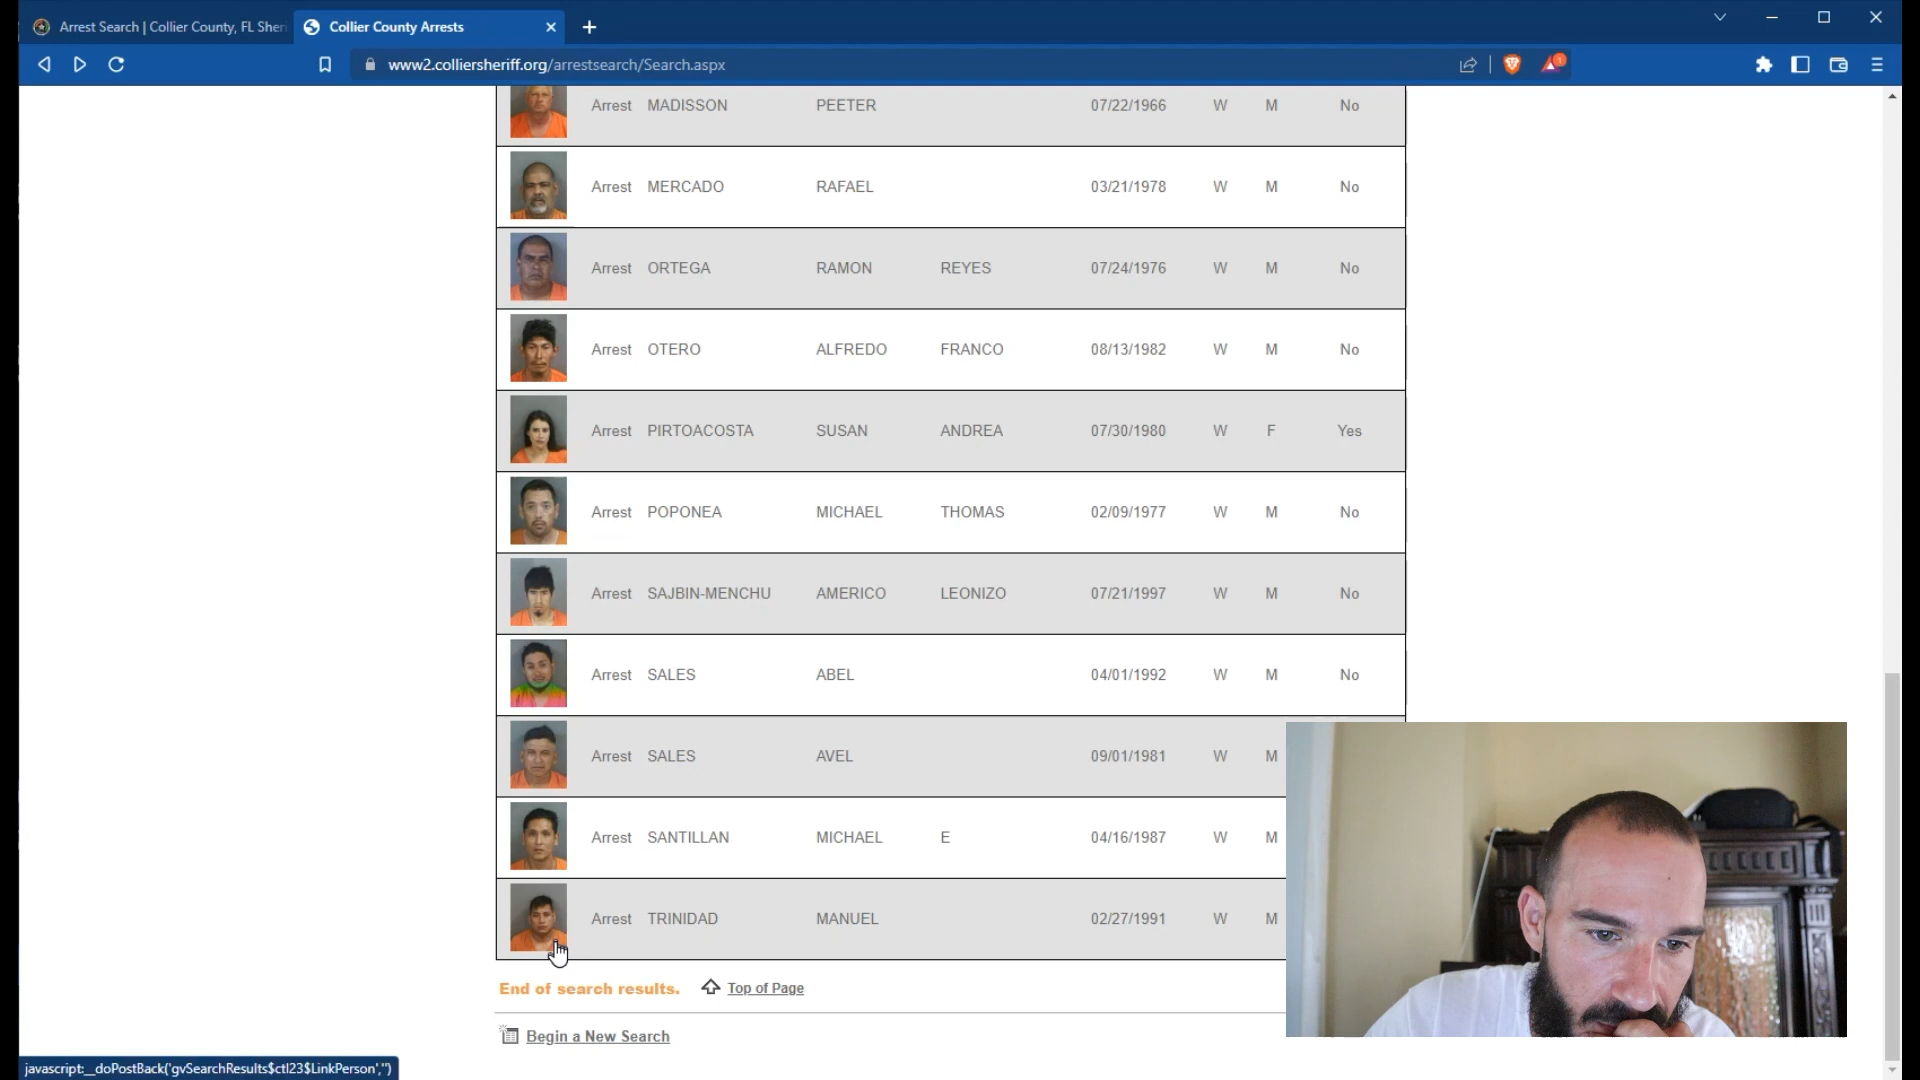 Arrest Search | Collier County, FL Sher
Collier County Arrests
www2.colliersheriff.org/arrestsearch/Search.aspx
1
Arrest MADISSON PEETER 07/22/1966 W M No
Arrest MERCADO RAFAEL 03/21/1978 W M No
Arrest ORTEGA RAMON REYES 07/24/1976 W M No
Arrest OTERO ALFREDO FRANCO 08/13/1982 W M No
Arrest PIRTOACOSTA SUSAN ANDREA 07/30/1980 W F Yes
Arrest POPONEA MICHAEL THOMAS 02/09/1977 W M No
Arrest SAJBIN-MENCHU AMERICO LEONIZO 07/21/1997 W M No
Arrest SALES ABEL 04/01/1992 W M No
Arrest SALES AVEL 09/01/1981 W M
Arrest SANTILLAN MICHAEL E 04/16/1987 W M
Arrest TRINIDAD MANUEL 02/27/1991 W M
End of search results. Top of Page
Begin a New Search
javascript:__doPostBack('gvSearchResults$ctl23$LinkPerson','')